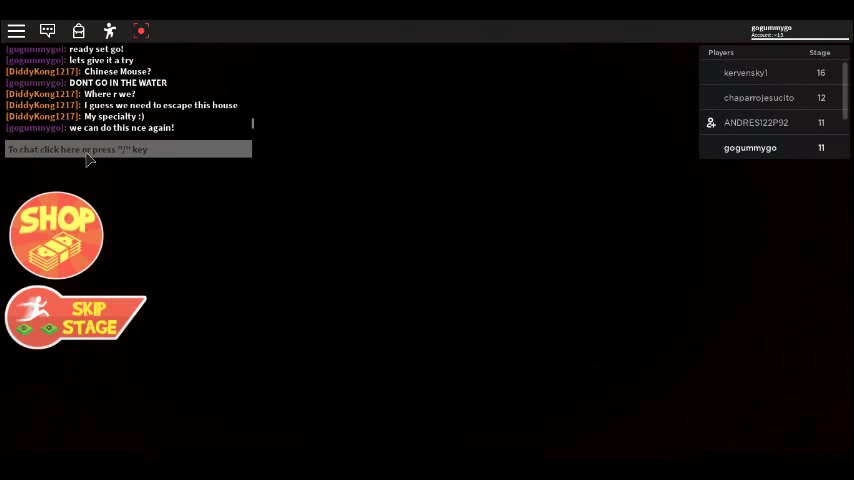 gogummygo
Account: <13
[gogummygo]: ready set go!
[gogummygo]: lets give it a try
[DiddyKong1217]: Chinese Mouse?
[gogummygo]: DONT GO IN THE WATER
[DiddyKong1217]: Where r we?
[DiddyKong1217]: I guess we need to escape this house
[DiddyKong1217]: My specialty :)
[gogummygo]: we can do this nce again!
To chat click here or press "/" key
Players Stage
kervensky1 16
chaparrojesucito 12
ANDRES122P92 11
gogummygo 11
SHOP
SKIP
STAGE